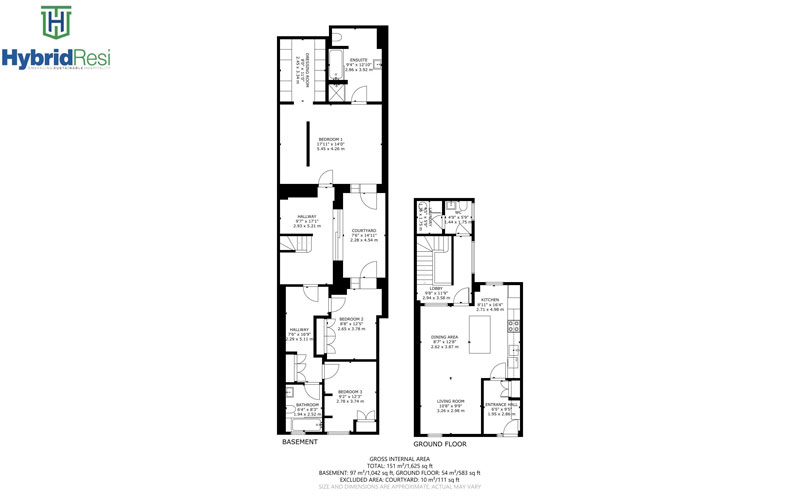 HybridResi
ENSUITE
9'4" x 12'10"
2.86 x 3.92 m
DRESSING ROOM
8'0" x 11'0"
2.45 x 3.34 m
BEDROOM 1
17'11" x 14'0"
5.45 x 4.26 m
HALLWAY
9'7" x 17'1"
2.93 x 5.21 m
COURTYARD
7'6" x 14'11"
2.28 x 4.54 m
BEDROOM 2
8'8" x 12'5"
2.65 x 3.78 m
HALLWAY
7'6" x 16'9"
2.29 x 5.11 m
BEDROOM 3
9'2" x 12'3"
2.78 x 3.74 m
BATHROOM
6'4" x 8'3"
1.94 x 2.52 m
BASEMENT
WC
4'9" x 5'9"
1.44 x 1.75 m
LOBBY
9'8" x 11'9"
2.94 x 3.58 m
KITCHEN
8'11" x 16'4"
2.71 x 4.98 m
DINING AREA
8'7" x 12'8"
2.62 x 3.87 m
LIVING ROOM
10'8" x 9'9"
3.26 x 2.98 m
ENTRANCE HALL
6'5" x 9'5"
1.95 x 2.86 m
GROUND FLOOR
GROSS INTERNAL AREA
TOTAL: 151 m²/1,625 sq ft
BASEMENT: 97 m²/1,042 sq ft, GROUND FLOOR: 54 m²/583 sq ft
EXCLUDED AREA: COURTYARD: 10 m²/111 sq ft
SIZE AND DIMENSIONS ARE APPROXIMATE, ACTUAL MAY VARY